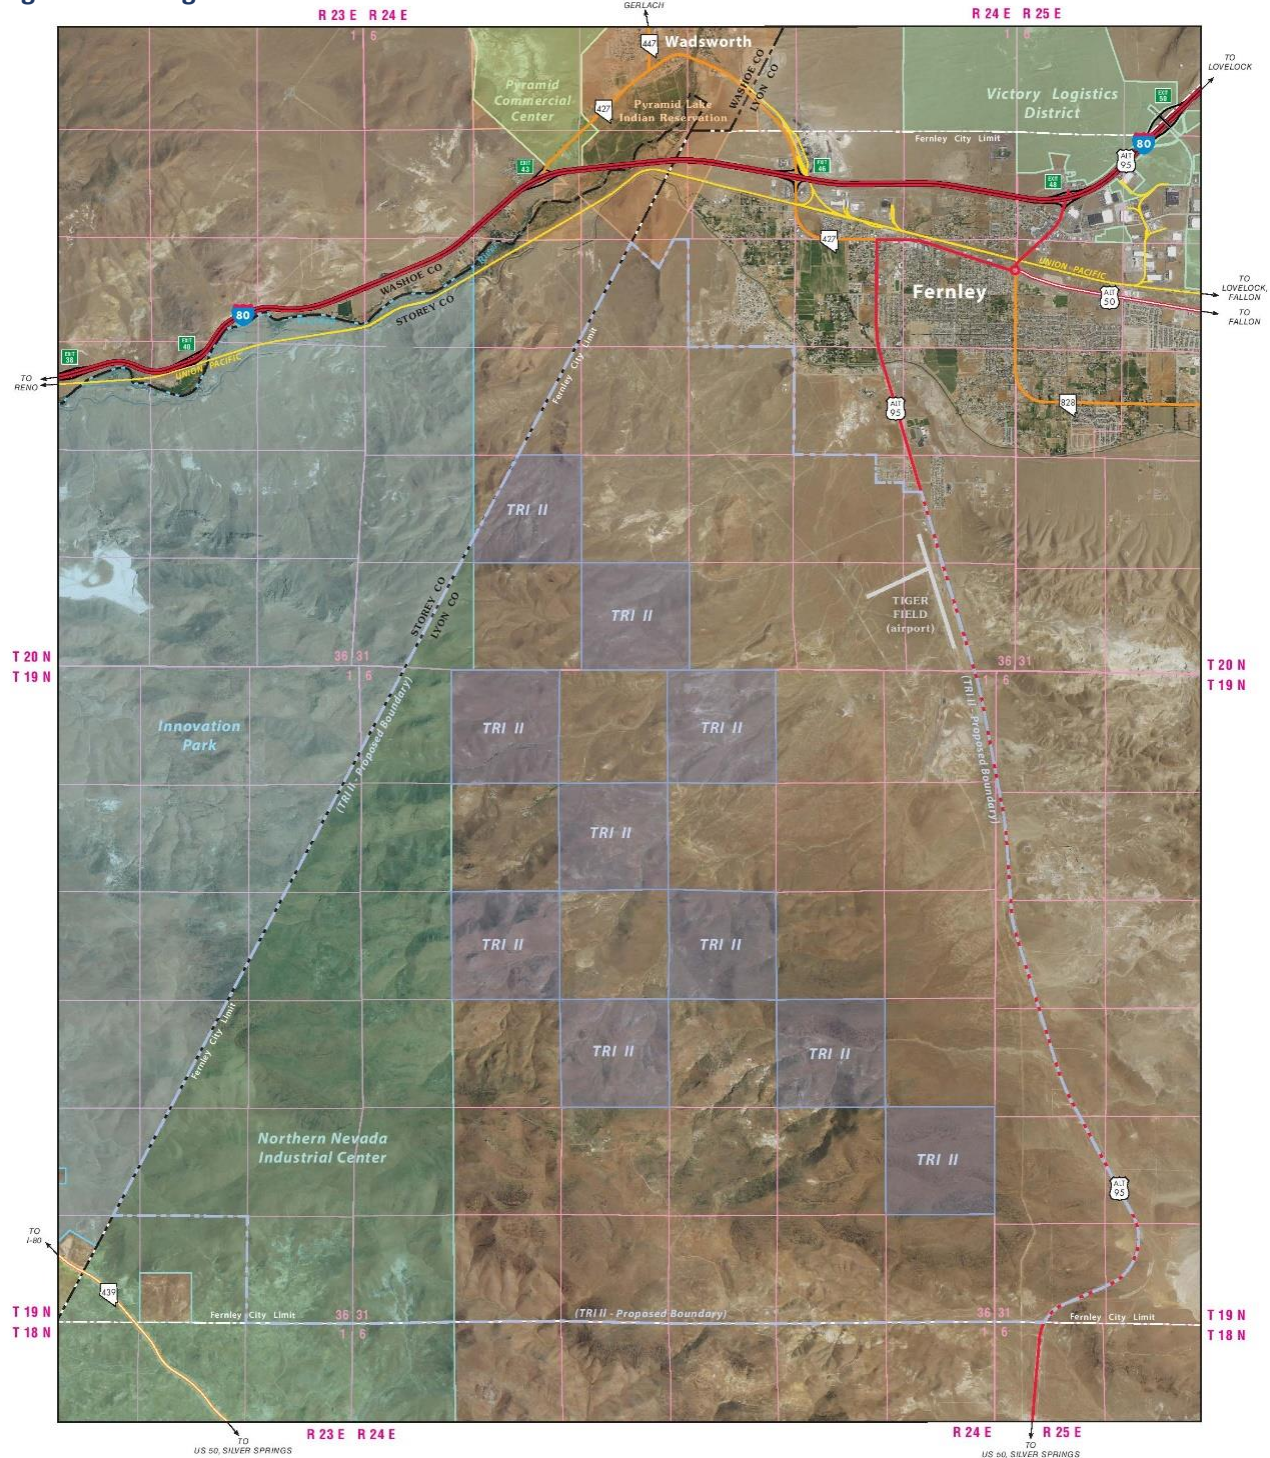 GERLACH
R 23 E R 24 E
R 24 E R 25 E
1 6
1 6
447
Wadsworth
WASHOE CO
LYON CO
TO
LOVELOCK
Pyramid
Commercial
Center
427
Pyramid Lake
Indian Reservation
Victory Logistics
District
EXIT
50
80
Fernley City Limit
ALT
95
EXIT
43
EXIT
46
EXIT
48
427
River
WASHOE CO
STOREY CO
UNION PACIFIC
Fernley
ALT
50
TO
LOVELOCK,
FALLON
TO
FALLON
80
EXIT
40
EXIT
38
UNION PACIFIC
TO
RENO
Fernley City Limit
ALT
95
828
TRI II
STOREY CO
LYON CO
TRI II
TIGER
FIELD
(airport)
T 20 N
T 19 N
36 31
1 6
36 31
1 6
T 20 N
T 19 N
Innovation
Park
(TRI II - Proposed Boundary)
TRI II
TRI II
(TRI II - Proposed Boundary)
TRI II
TRI II
TRI II
Fernley City Limit
TRI II
TRI II
Northern Nevada
Industrial Center
TRI II
ALT
95
TO
I-80
439
T 19 N
T 18 N
Fernley City Limit
36 31
1 6
(TRI II - Proposed Boundary)
36 31
1 6
Fernley City Limit
T 19 N
T 18 N
R 23 E R 24 E
R 24 E R 25 E
TO
US 50, SILVER SPRINGS
TO
US 50, SILVER SPRINGS